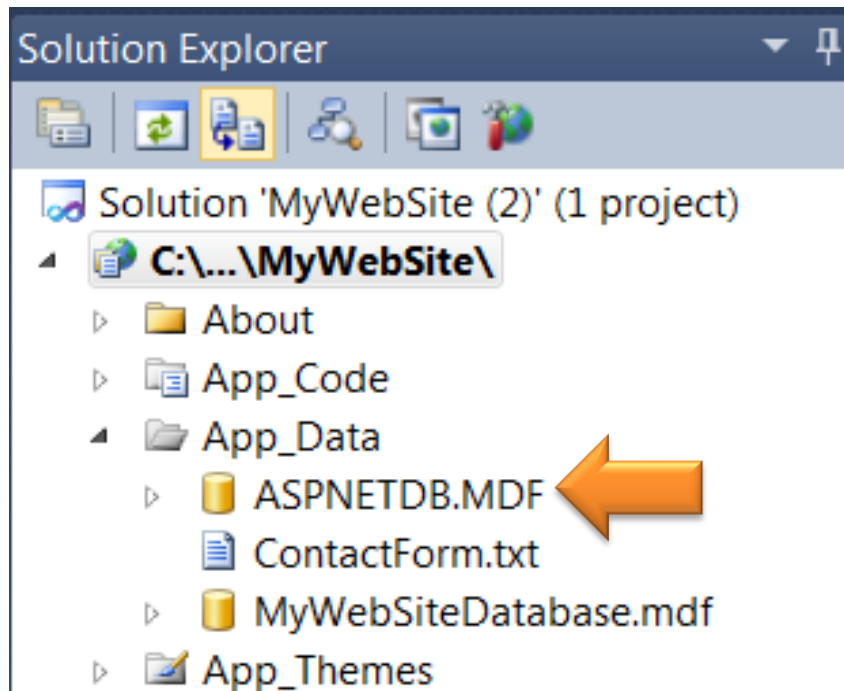 Solution Explorer
Solution 'MyWebSite (2)' (1 project)
C:\...\MyWebSite\
About
App_Code
App_Data
ASPNETDB.MDF
ContactForm.txt
MyWebSiteDatabase.mdf
App_Themes